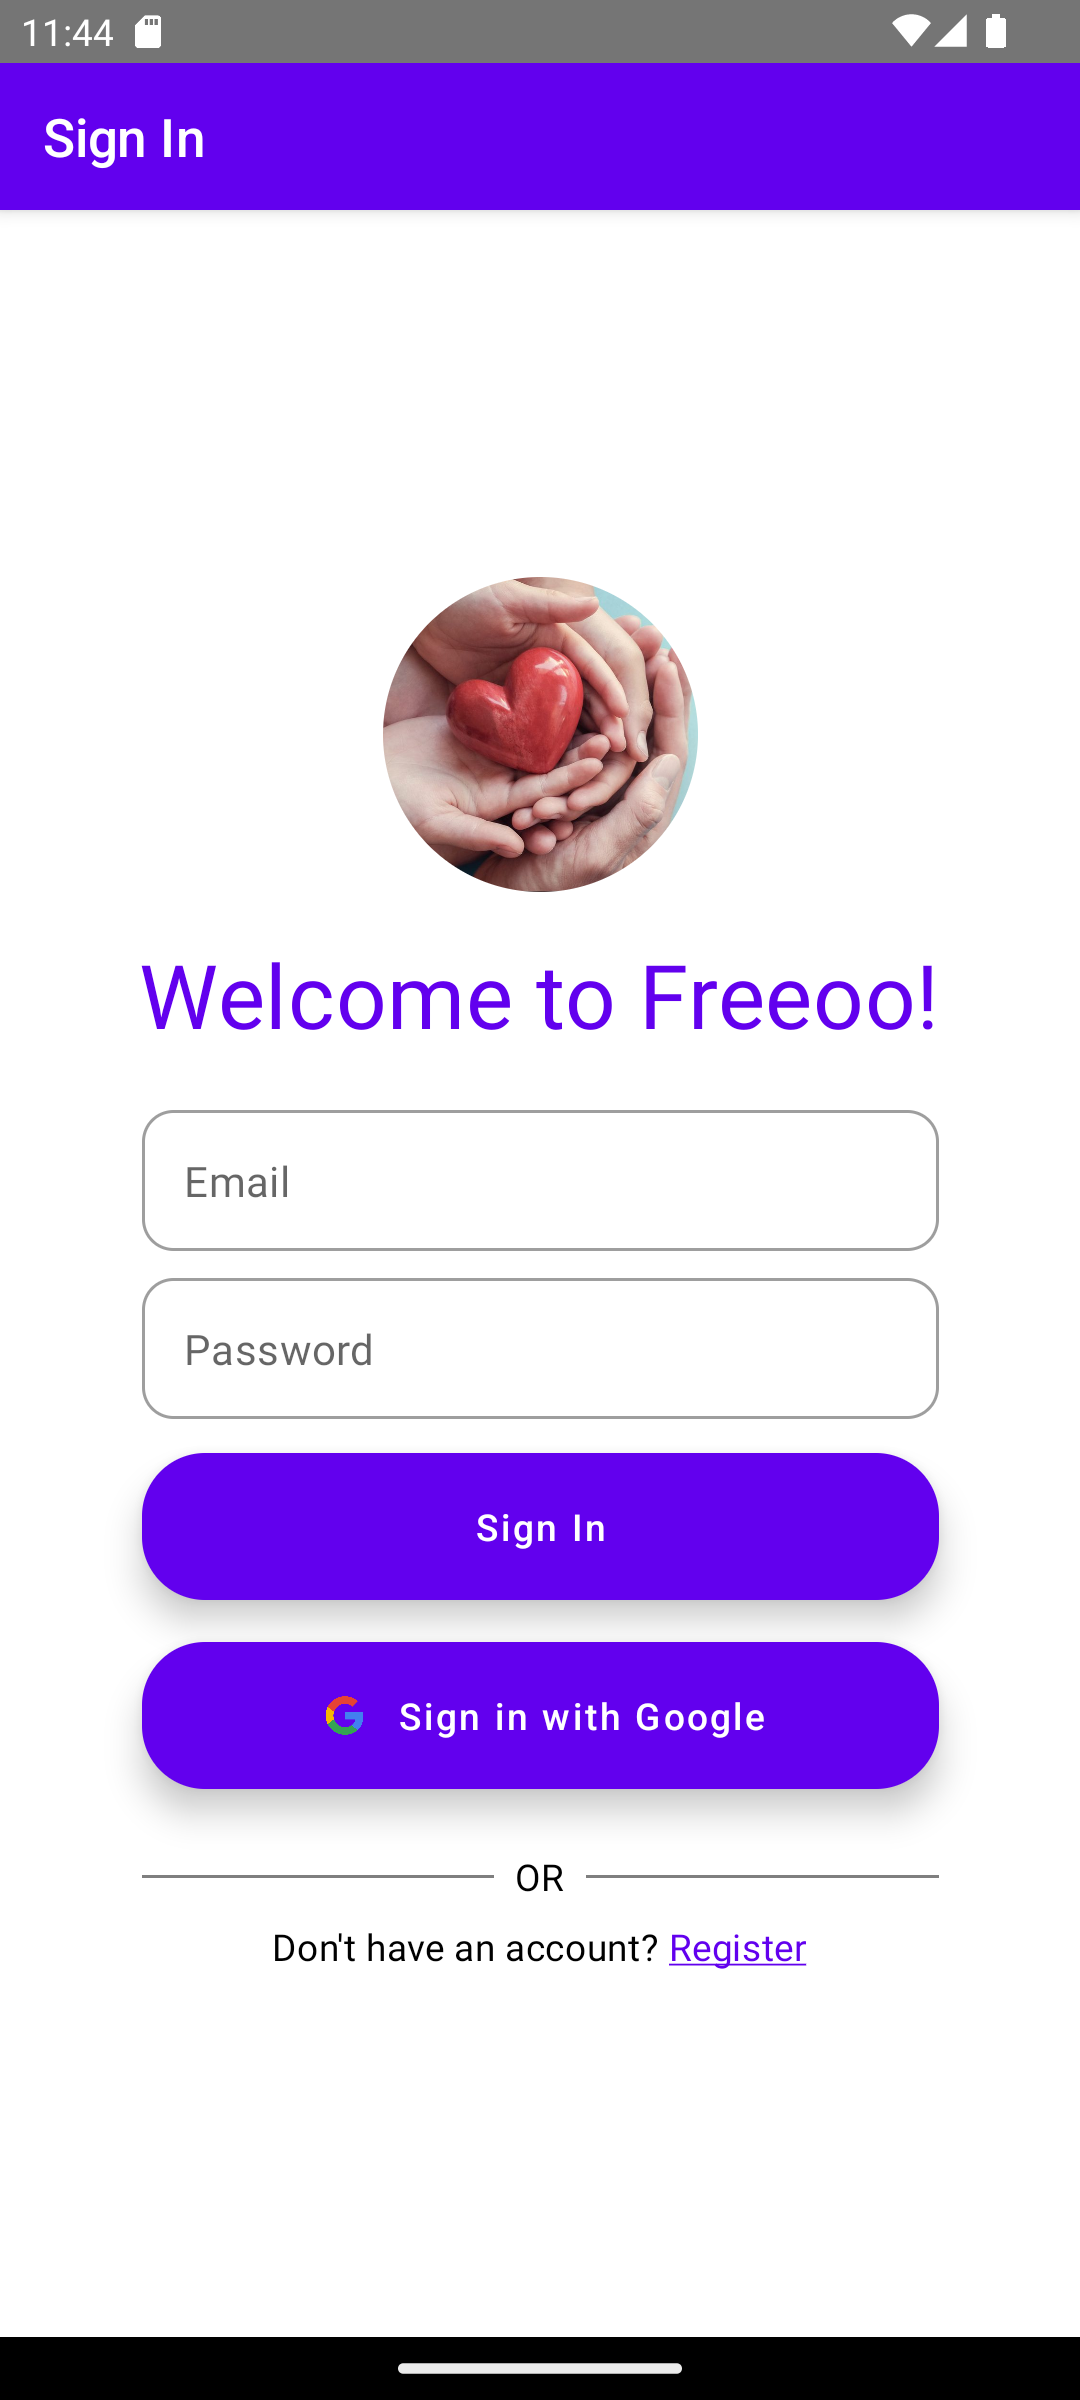 11:44
Sign In
Welcome to Freeoo!
Email
Password
Sign In
Sign in with Google
OR
Don't have an account? Register